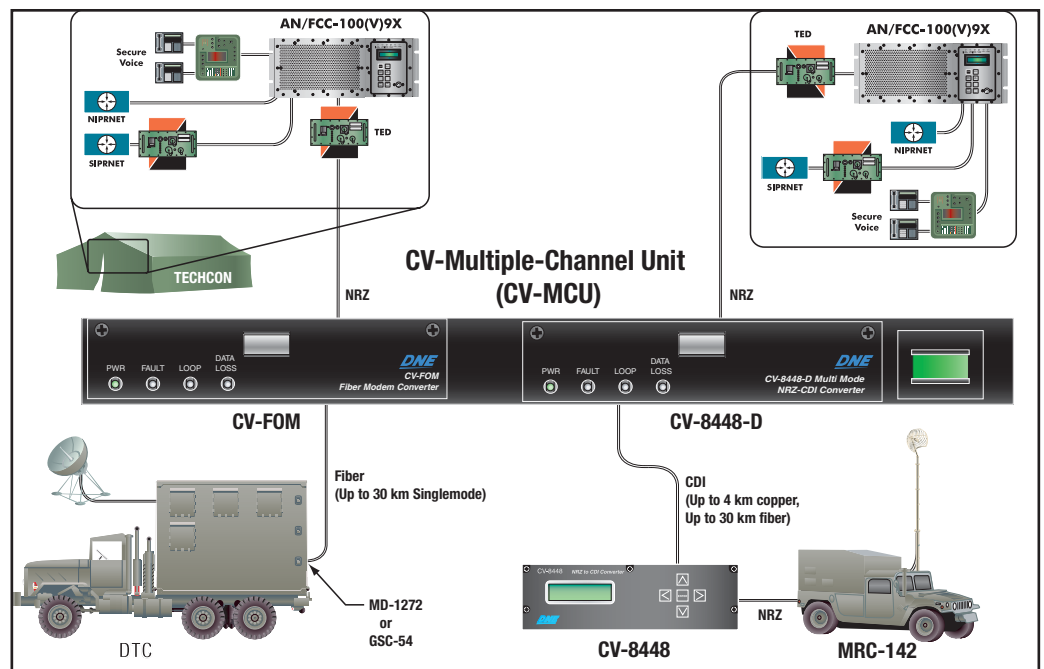 AN/FCC-100(V)9X
Secure
Voice
NIPRNET
SIPRNET
TED
TECHCON
NRZ
AN/FCC-100(V)9X
TED
NIPRNET
SIPRNET
Secure
Voice
NRZ
CV-Multiple-Channel Unit
(CV-MCU)
PWR FAULT LOOP DATA
LOSS
DNE
CV-FOM
Fiber Modem Converter
PWR FAULT LOOP DATA
LOSS
DNE
CV-8448-D Multi Mode
NRZ-CDI Converter
CV-FOM
CV-8448-D
Fiber
(Up to 30 km Singlemode)
CDI
(Up to 4 km copper,
Up to 30 km fiber)
MD-1272
or
GSC-54
DTC
CV-8448 NRZ to CDI Converter
DNE
CV-8448
NRZ
MRC-142